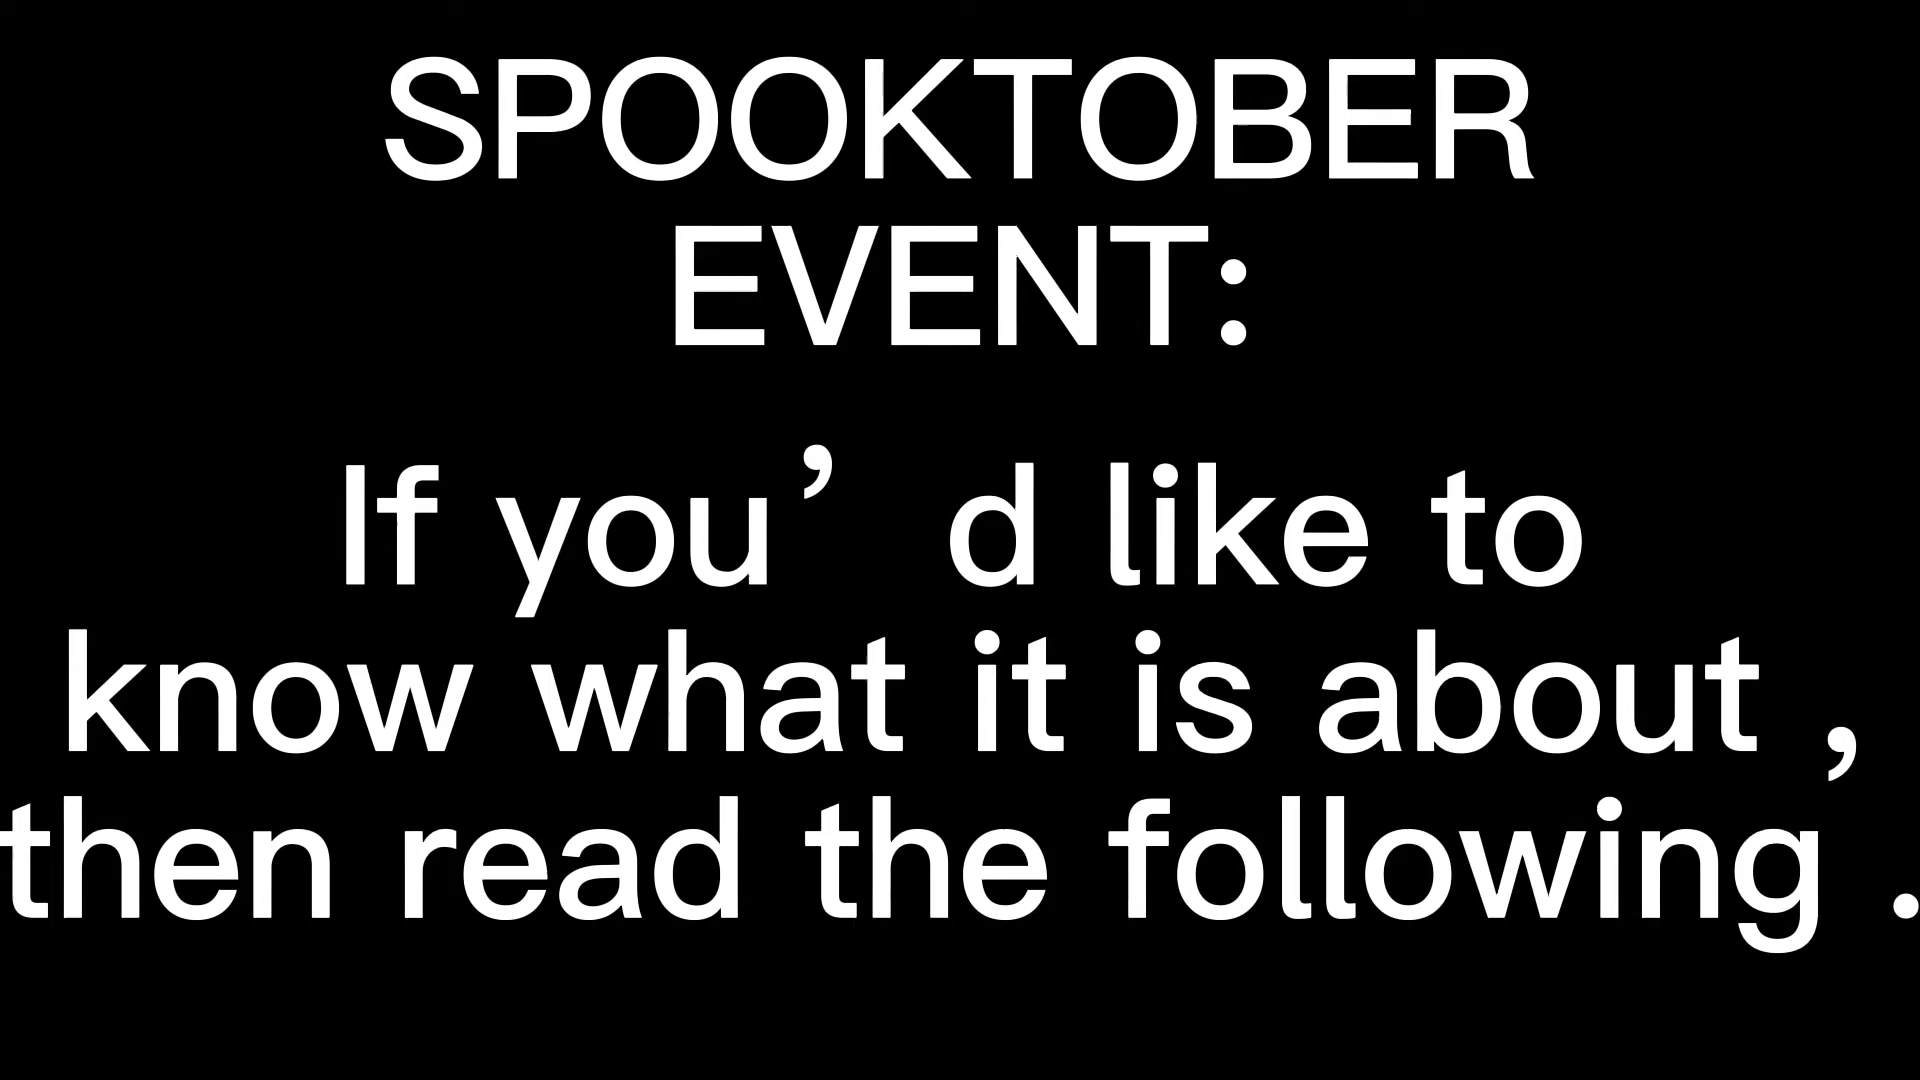 SPOOKTOBER
EVENT:
If you’d like to
know what it is about ,
then read the following .